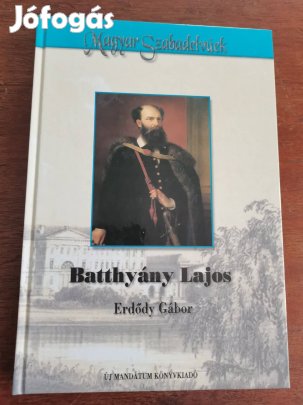 Jófogás
Magyar Szabadelvűek
Batthyány Lajos
Erdődy Gábor
ÚJ MANDÁTUM KÖNYVKIADÓ